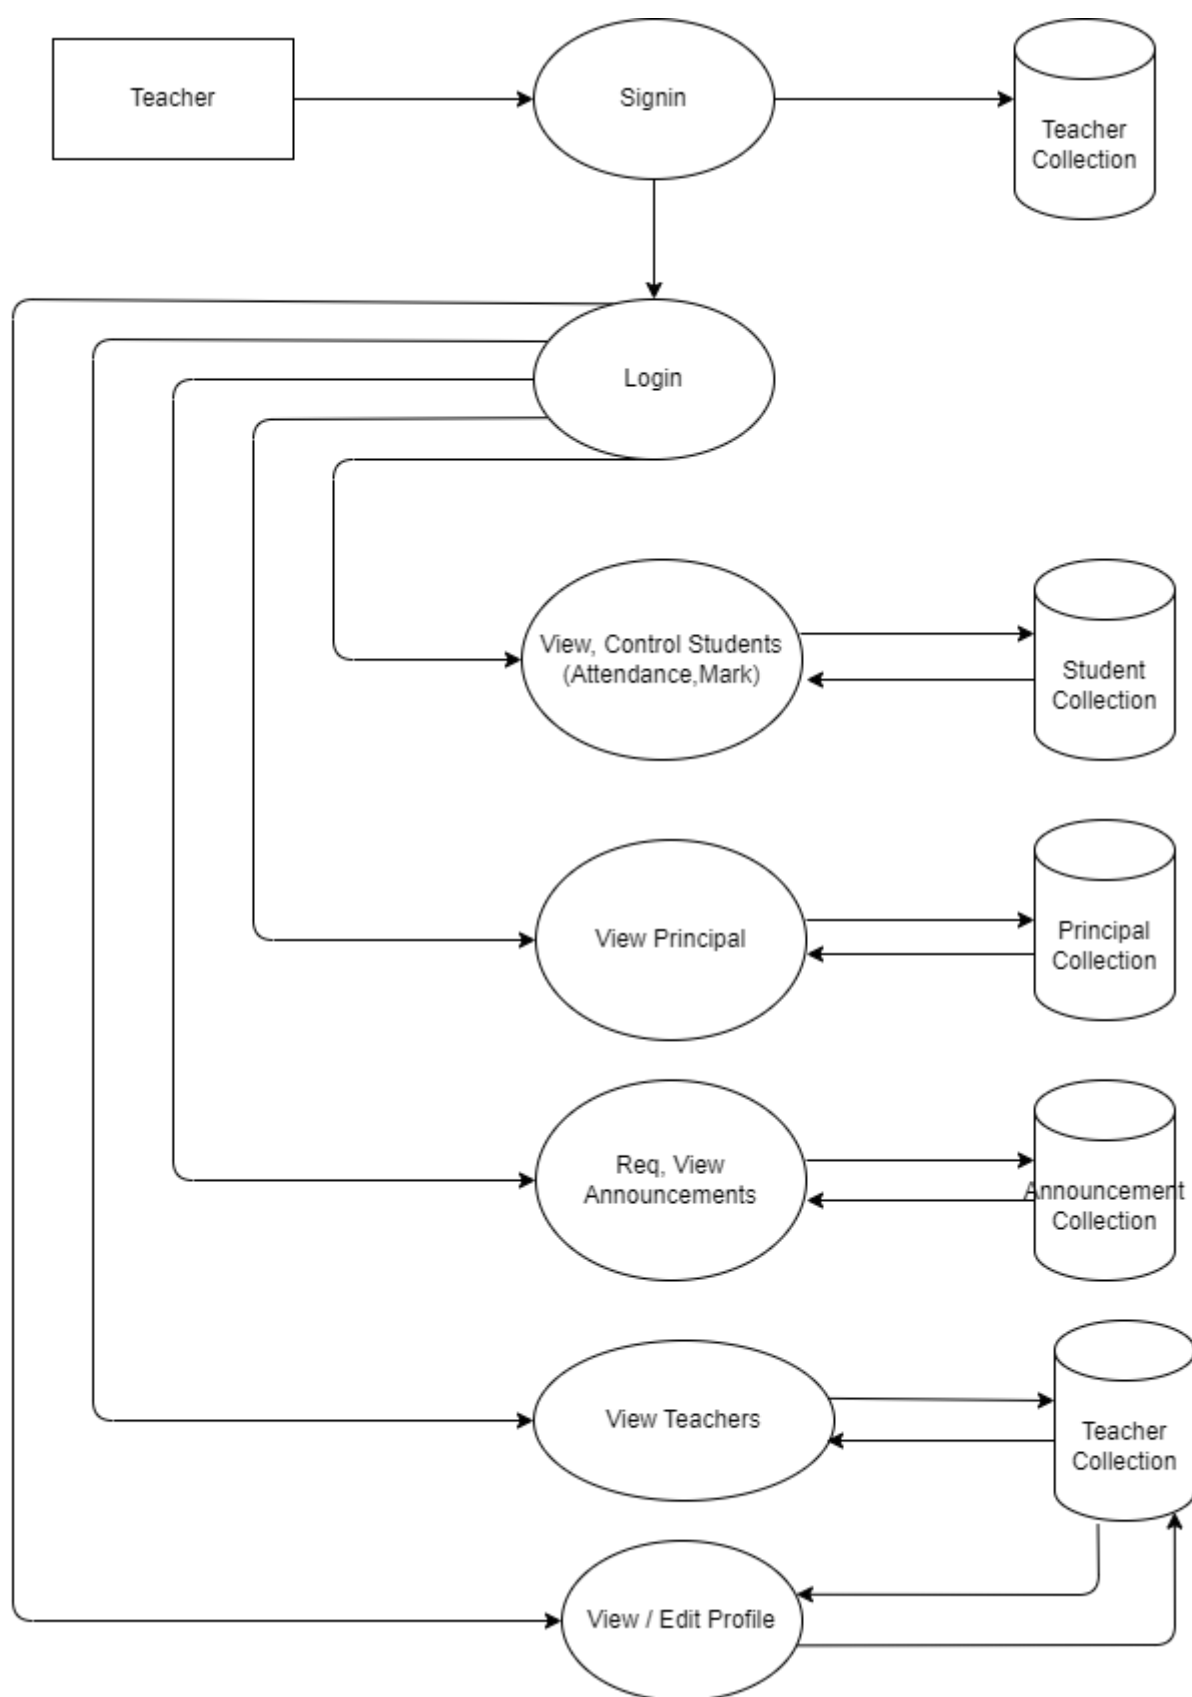 Teacher
Signin
Teacher
Collection
Login
View, Control Students
(Attendance,Mark)
Student
Collection
View Principal
Principal
Collection
Req, View
Announcements
Announcement
Collection
View Teachers
Teacher
Collection
View / Edit Profile